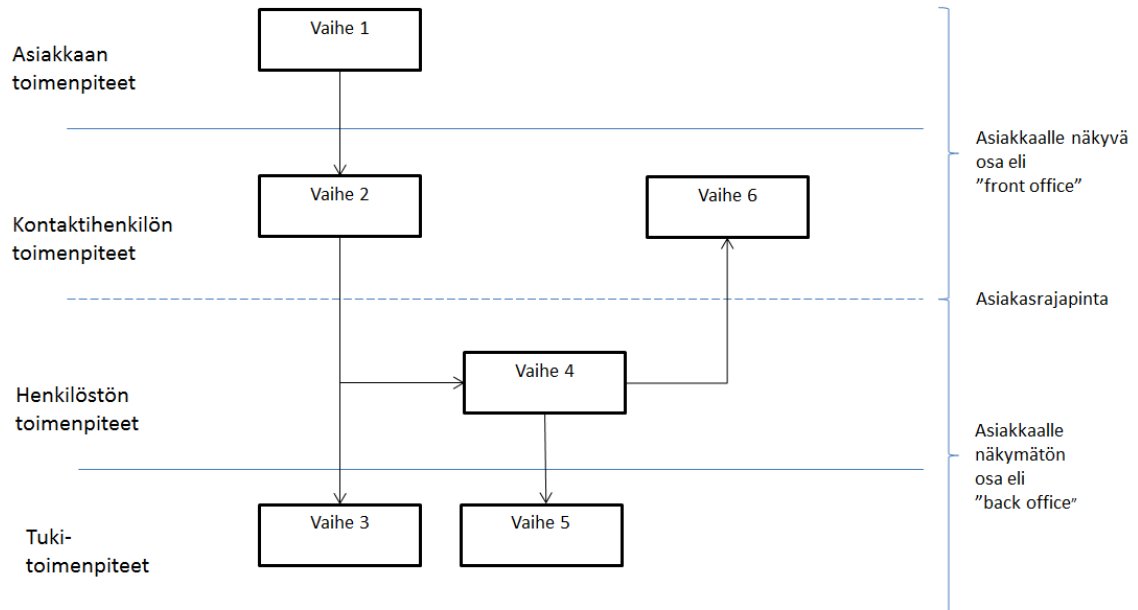 Asiakkaan
toimenpiteet
Vaihe 1
Asiakkaalle näkyvä
osa eli
”front office”
Kontaktihenkilön
toimenpiteet
Vaihe 2
Vaihe 6
Asiakasrajapinta
Henkilöstön
toimenpiteet
Vaihe 4
Asiakkaalle
näkymätön
osa eli
”back office”
Tuki-
toimenpiteet
Vaihe 3
Vaihe 5